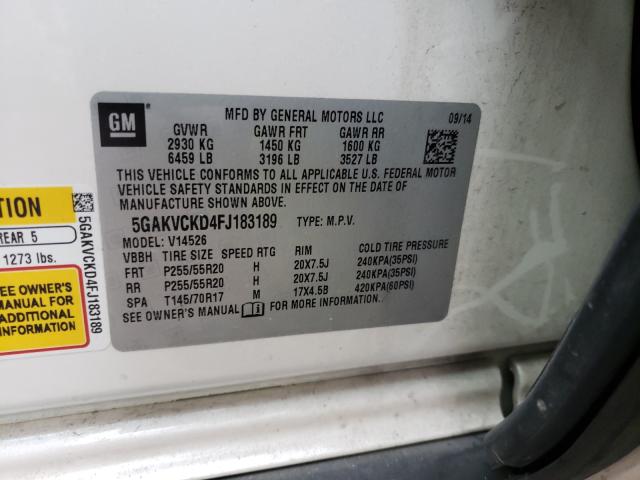 GM
MFD BY GENERAL MOTORS LLC 09/14
GVWR GAWR FRT GAWR RR
2930 KG 1450 KG 1600 KG
6459 LB 3196 LB 3527 LB
THIS VEHICLE CONFORMS TO ALL APPLICABLE U.S. FEDERAL MOTOR
VEHICLE SAFETY STANDARDS IN EFFECT ON THE DATE OF
MANUFACTURE SHOWN ABOVE.
5GAKVCKD4FJ183189 TYPE: M.P.V.
MODEL: V14526
VBBH TIRE SIZE SPEED RTG RIM COLD TIRE PRESSURE
FRT P255/55R20 H 20X7.5J 240KPA(35PSI)
RR P255/55R20 H 20X7.5J 240KPA(35PSI)
SPA T145/70R17 M 17X4.5B 420KPA(60PSI)
SEE OWNER'S MANUAL FOR MORE INFORMATION.
REAR 5
1273 lbs.
SEE OWNER'S
MANUAL FOR
ADDITIONAL
INFORMATION
5GAKVCKD4FJ183189